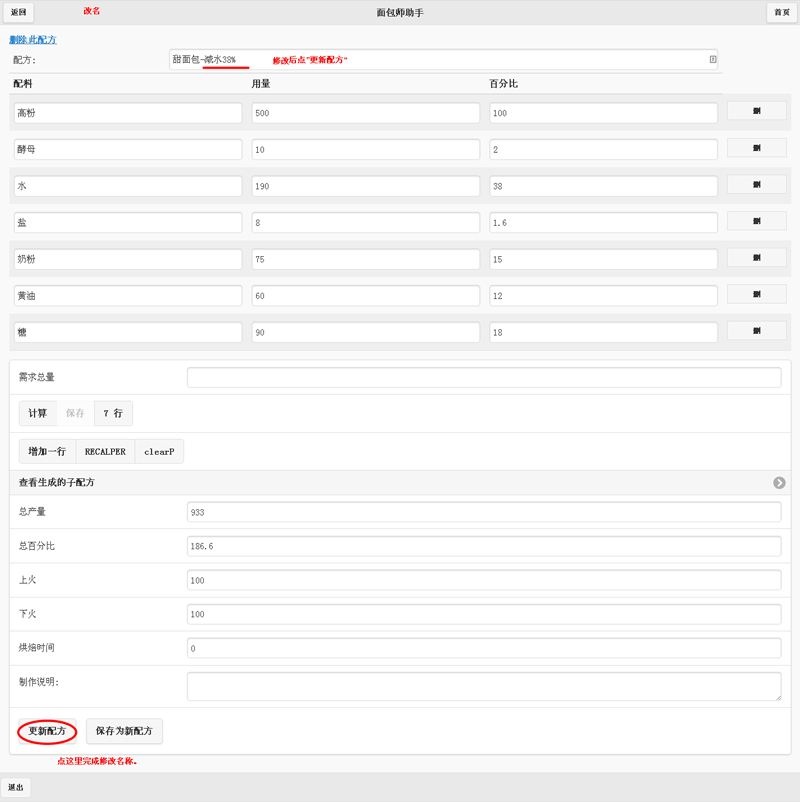 返回 改名 面包师助手 首页
删除此配方
配方: 甜面包-减水38% 修改后点"更新配方"
配料 用量 百分比
高粉 500 100 删
酵母 10 2 删
水 190 38 删
盐 8 1.6 删
奶粉 75 15 删
黄油 60 12 删
糖 90 18 删
需求总量
计算 保存 7 行
增加一行 RECALPER clearP
查看生成的子配方
总产量 933
总百分比 186.6
上火 100
下火 100
烘焙时间 0
制作说明:
更新配方 保存为新配方
点这里完成修改名称。
退出